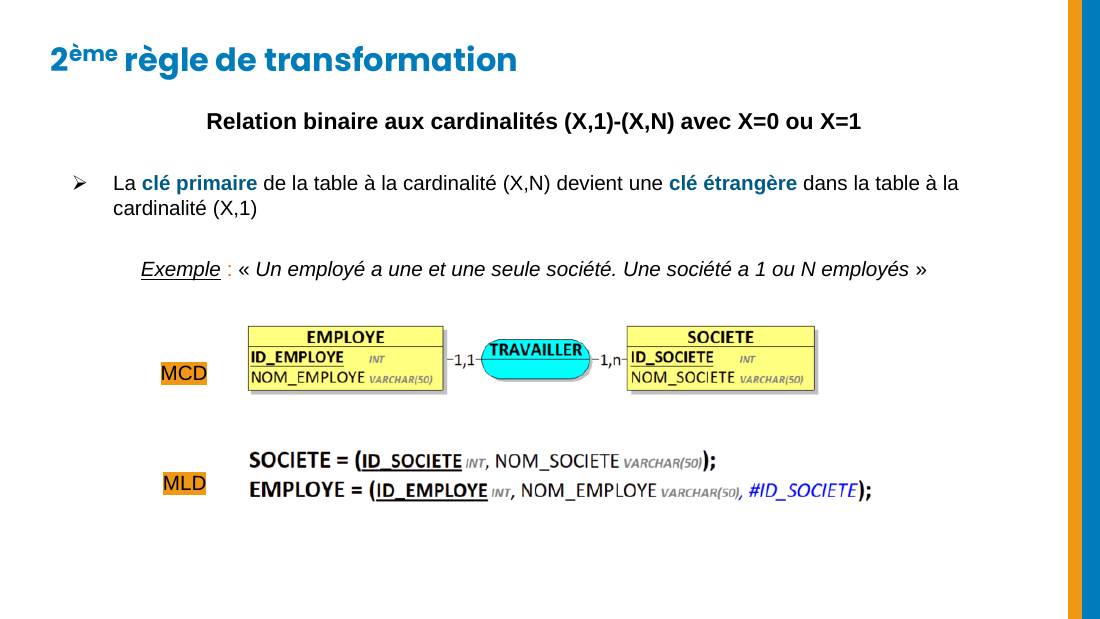 2ème règle de transformation
Relation binaire aux cardinalités (X,1)-(X,N) avec X=0 ou X=1
➢ La clé primaire de la table à la cardinalité (X,N) devient une clé étrangère dans la table à la
cardinalité (X,1)
Exemple : « Un employé a une et une seule société. Une société a 1 ou N employés »
MCD
EMPLOYE
ID_EMPLOYE INT
NOM_EMPLOYE VARCHAR(50)
1,1
TRAVAILLER
1,n
SOCIETE
ID_SOCIETE INT
NOM_SOCIETE VARCHAR(50)
MLD
SOCIETE = (ID_SOCIETE INT, NOM_SOCIETE VARCHAR(50));
EMPLOYE = (ID_EMPLOYE INT, NOM_EMPLOYE VARCHAR(50), #ID_SOCIETE);